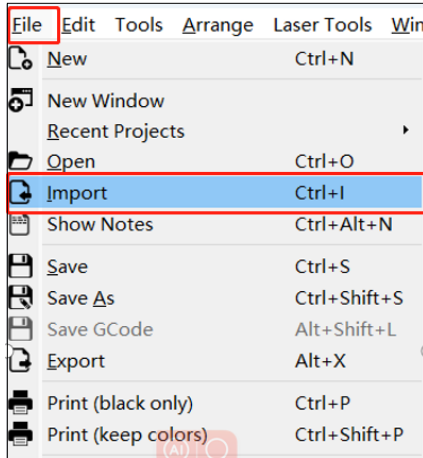 File Edit Tools Arrange Laser Tools
New Ctrl+N
New Window
Recent Projects
Open Ctrl+O
Import Ctrl+I
Show Notes Ctrl+Alt+N
Save Ctrl+S
Save As Ctrl+Shift+S
Save GCode Alt+Shift+L
Export Alt+X
Print (black only) Ctrl+P
Print (keep colors) Ctrl+Shift+P
AI